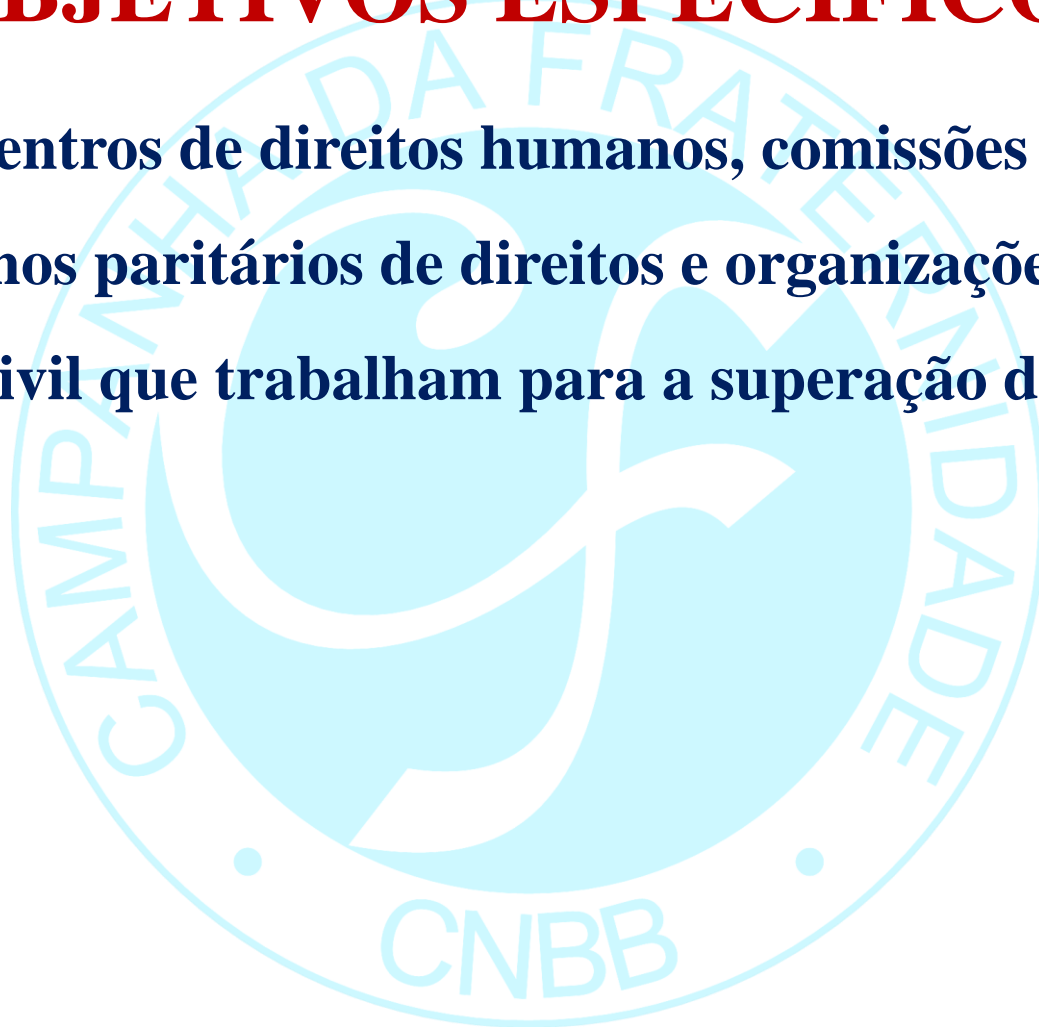 BJETIVOS ESPECÍFICO
entros de direitos humanos, comissões
nos paritários de direitos e organizaçõe
ivil que trabalham para a superação d
CAMPANHA DA FRATERNIDADE
CNBB